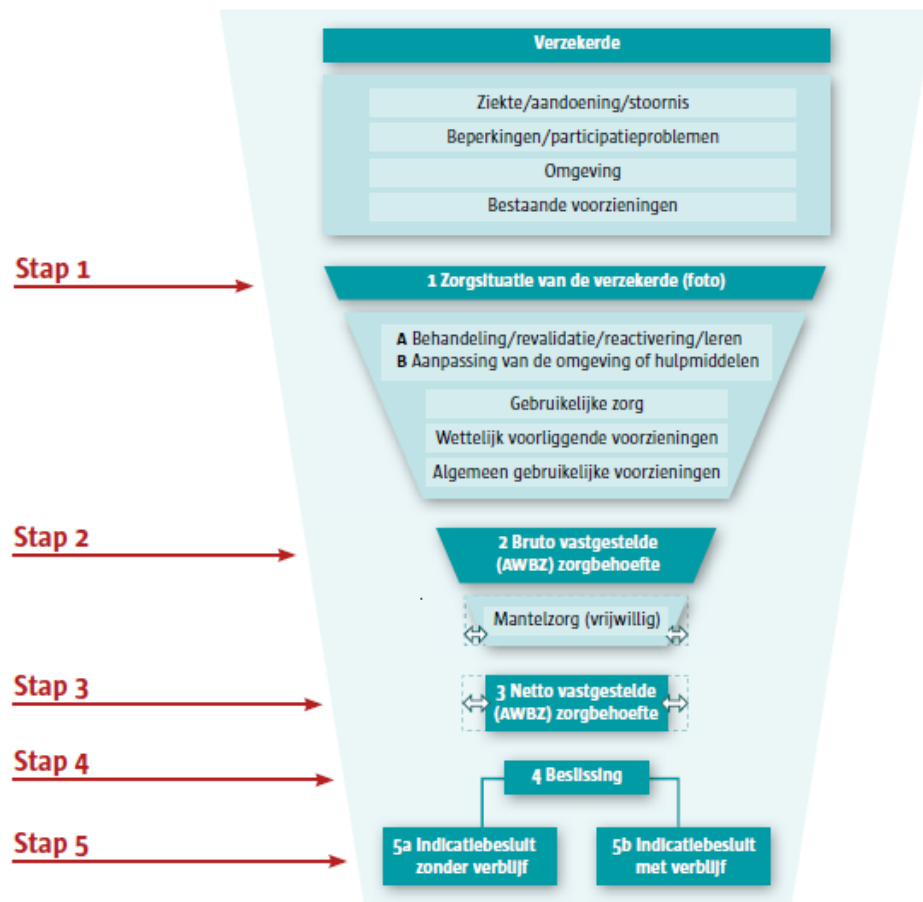 Verzekerde
Ziekte/aandoening/stoornis
Beperkingen/participatieproblemen
Omgeving
Bestaande voorzieningen
Stap 1
1 Zorgsituatie van de verzekerde (foto)
A Behandeling/revalidatie/reactivering/leren
B Aanpassing van de omgeving of hulpmiddelen
Gebruikelijke zorg
Wettelijk voorliggende voorzieningen
Algemeen gebruikelijke voorzieningen
Stap 2
2 Bruto vastgestelde
(AWBZ) zorgbehoefte
Mantelzorg (vrijwillig)
Stap 3
3 Netto vastgestelde
(AWBZ) zorgbehoefte
Stap 4
4 Beslissing
Stap 5
5a Indicatiebesluit
zonder verblijf
5b Indicatiebesluit
met verblijf